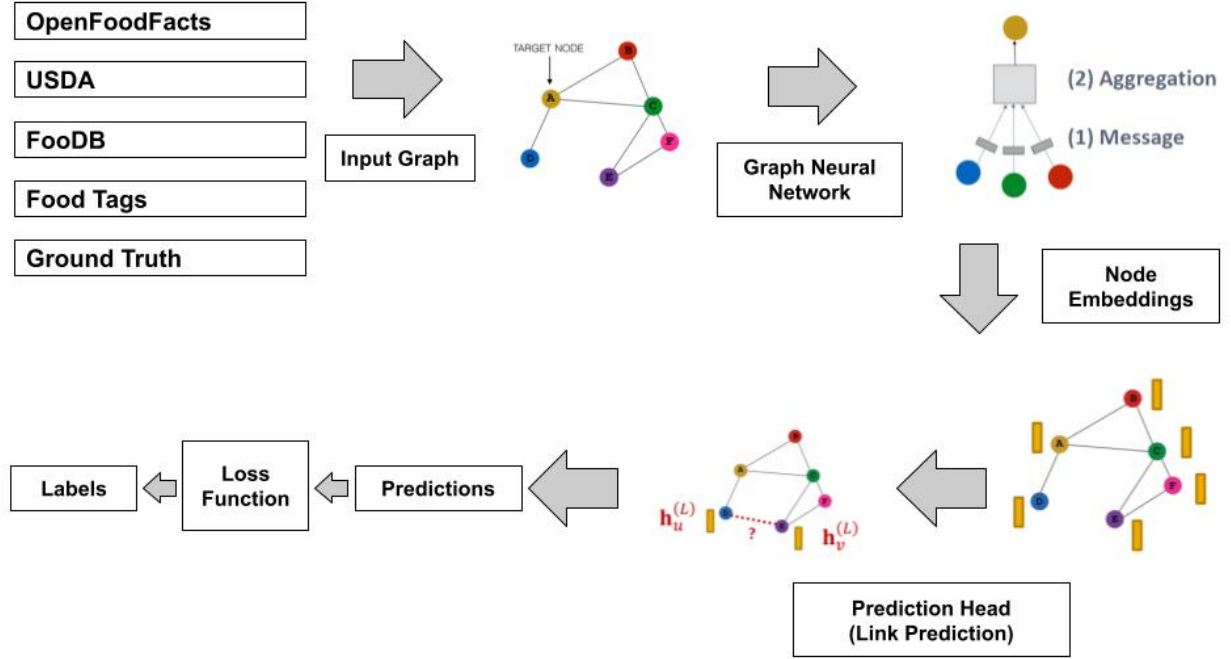 OpenFoodFacts
USDA
FooDB
Food Tags
Ground Truth
Input Graph
TARGET NODE
A
B
C
D
E
F
Graph Neural
Network
(2) Aggregation
(1) Message
Node
Embeddings
A
B
C
D
E
F
Prediction Head
(Link Prediction)
B
A
C
F
D
E
h_u^(L)
?
h_v^(L)
Predictions
Loss
Function
Labels